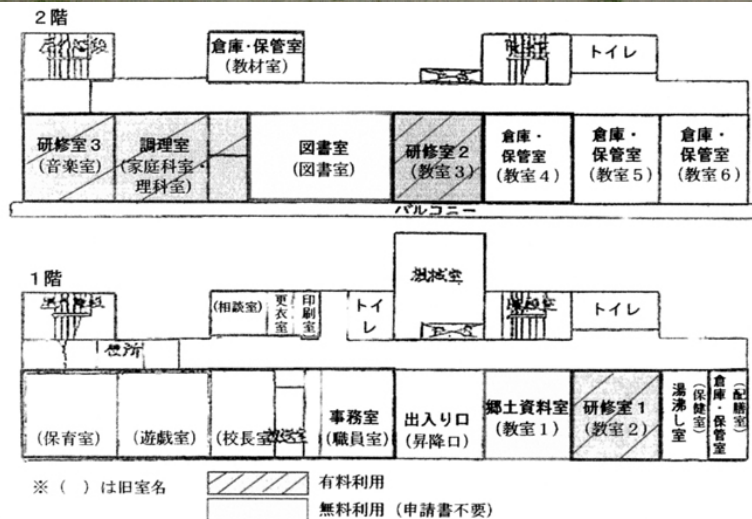 2階
倉庫・保管室
(教材室)
トイレ
研修室3
(音楽室)
調理室
(家庭科室・
理科室)
図書室
(図書室)
研修室2
(教室3)
倉庫・
保管室
(教室4)
倉庫・
保管室
(教室5)
倉庫・
保管室
(教室6)
バルコニー
1階
(相談室)
更衣室
印刷室
トイレ
機械室
トイレ
便所
(保育室)
(遊戯室)
(校長室)
事務室
(職員室)
出入り口
(昇降口)
郷土資料室
(教室1)
研修室1
(教室2)
湯沸し室
(保健室)
倉庫・保管室
(配膳室)
※( )は旧室名
有料利用
無料利用(申請書不要)